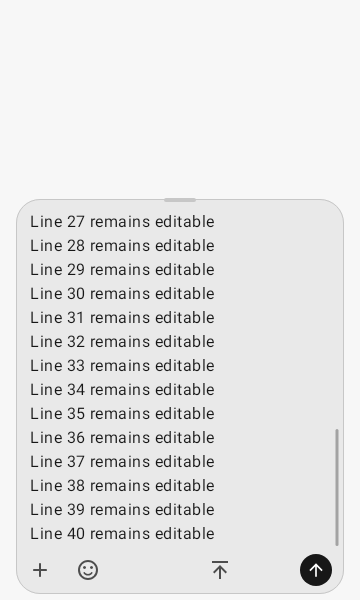 Line 27 remains editable
Line 28 remains editable
Line 29 remains editable
Line 30 remains editable
Line 31 remains editable
Line 32 remains editable
Line 33 remains editable
Line 34 remains editable
Line 35 remains editable
Line 36 remains editable
Line 37 remains editable
Line 38 remains editable
Line 39 remains editable
Line 40 remains editable